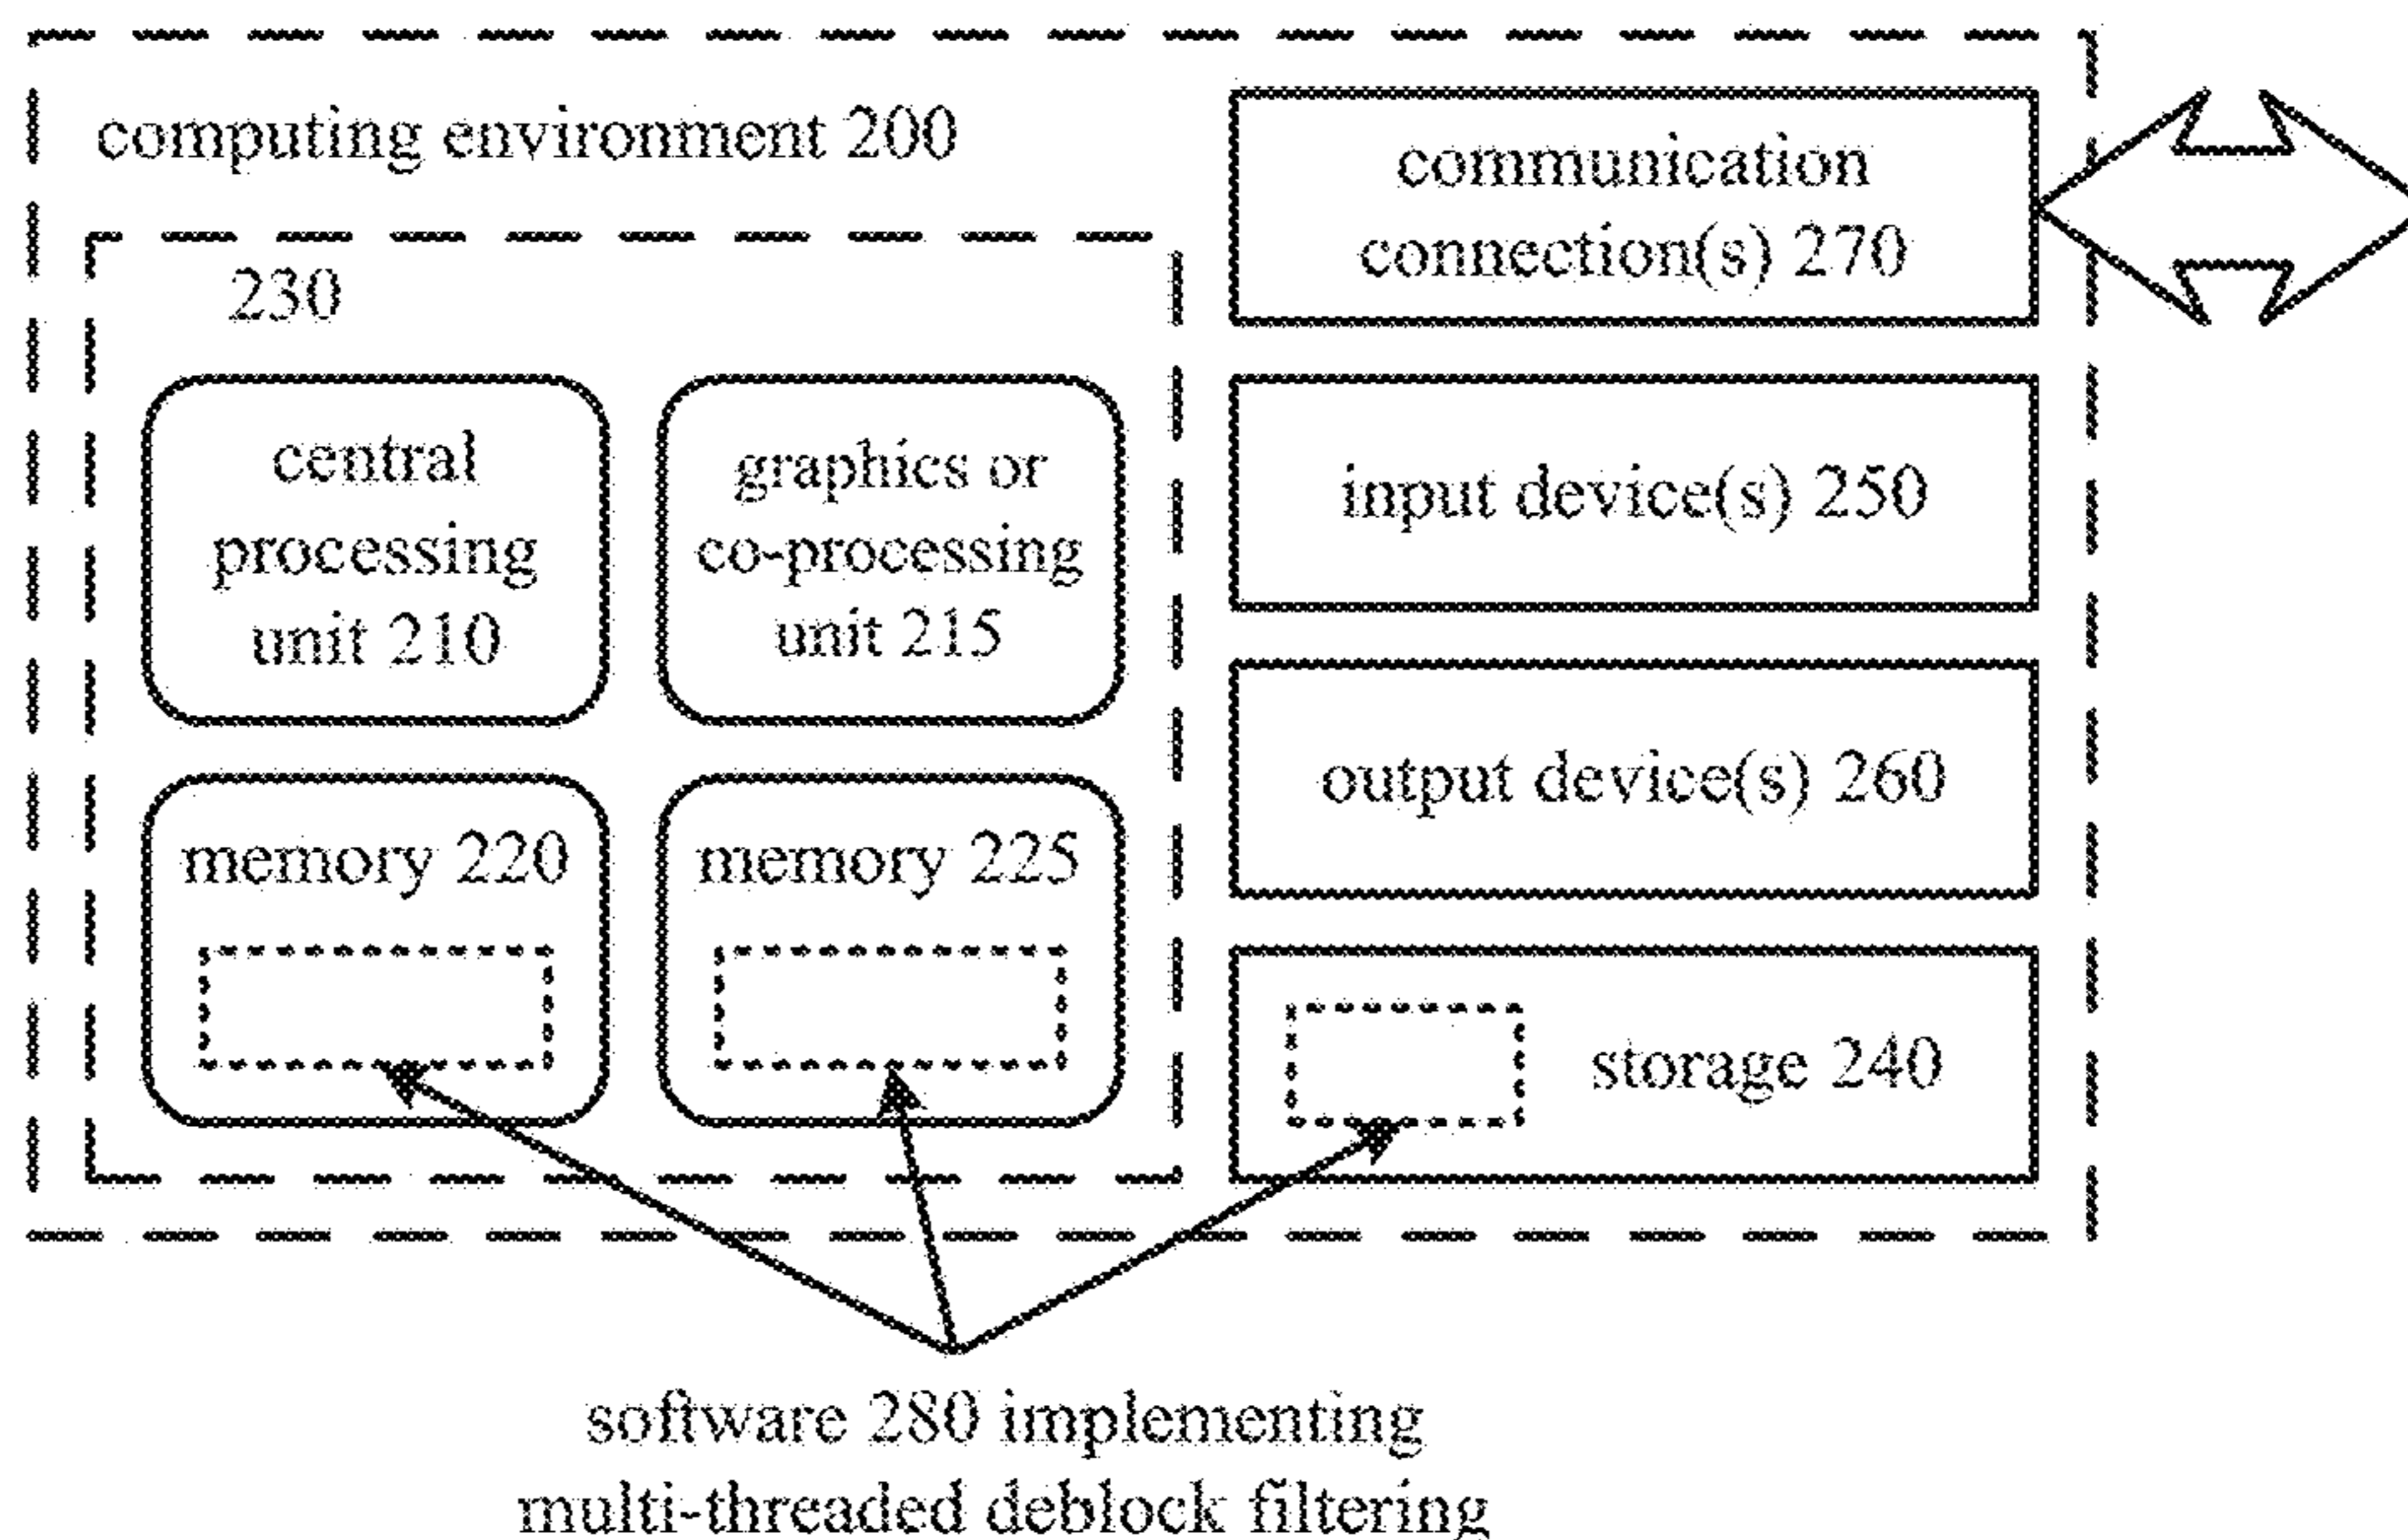 computing environment 200
230
central
processing
unit 210
graphics or
co-processing
unit 215
memory 220
memory 225
communication
connection(s) 270
input device(s) 250
output device(s) 260
storage 240
software 280 implementing
multi-threaded deblock filtering